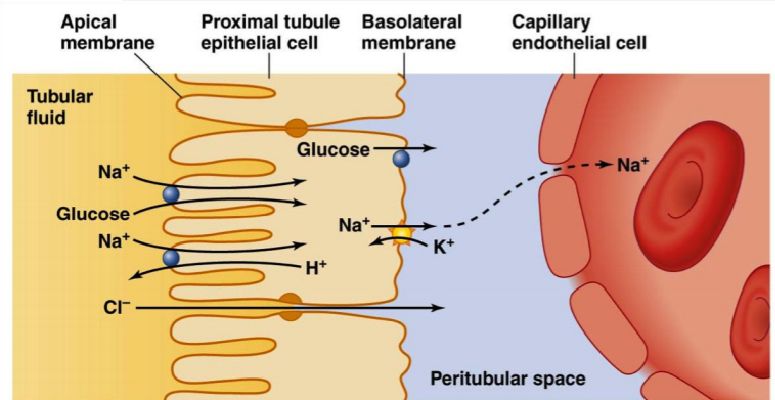 Apical
membrane
Proximal tubule
epithelial cell
Basolateral
membrane
Capillary
endothelial cell
Tubular
fluid
Glucose
Na⁺
Na⁺
Glucose
Na⁺
Na⁺
K⁺
H⁺
Cl⁻
Peritubular space